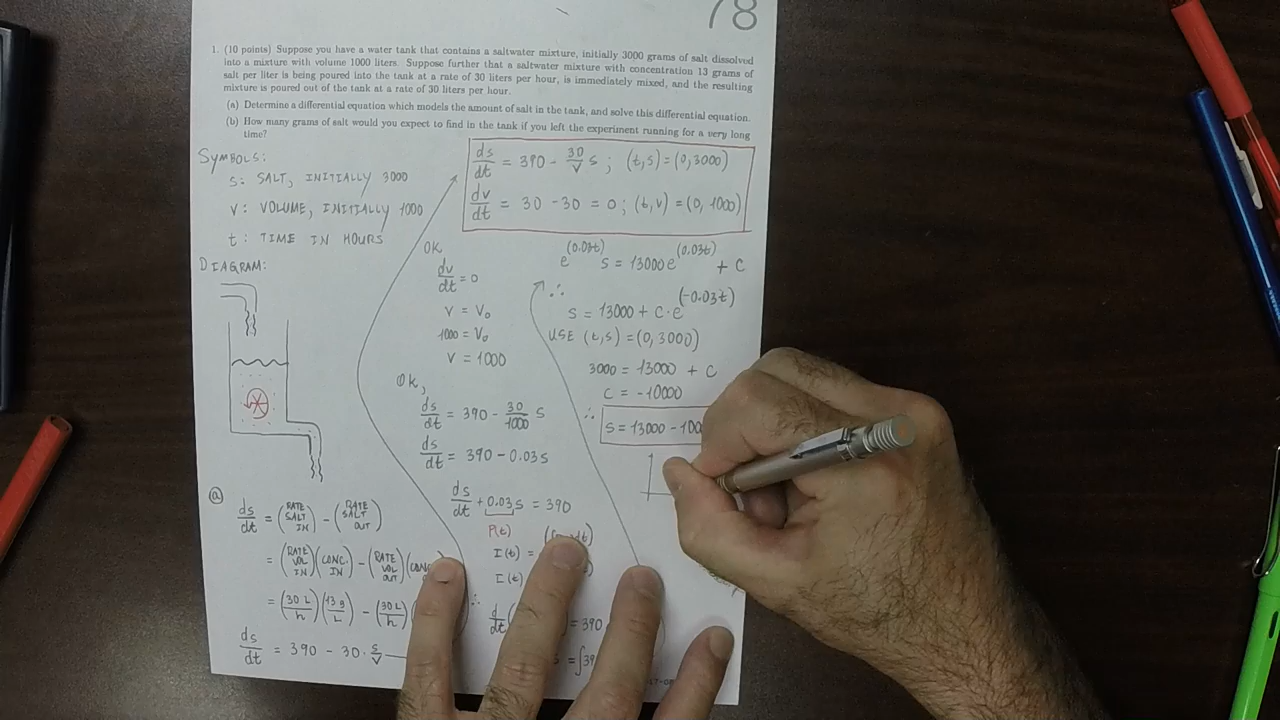 78
1. (10 points) Suppose you have a water tank that contains a saltwater mixture, initially 3000 grams of salt dissolved
into a mixture with volume 1000 liters. Suppose further that a saltwater mixture with concentration 13 grams of
salt per liter is being poured into the tank at a rate of 30 liters per hour, is immediately mixed, and the resulting
mixture is poured out of the tank at a rate of 30 liters per hour.
(a) Determine a differential equation which models the amount of salt in the tank, and solve this differential equation.
(b) How many grams of salt would you expect to find in the tank if you left the experiment running for a very long
time?
SYMBOLS:
S: SALT, INITIALLY 3000
V: VOLUME, INITIALLY 1000
t: TIME IN HOURS
DIAGRAM:
(a) ds/dt = (RATE SALT IN) - (RATE SALT OUT)
= (RATE VOL IN)(CONC. IN) - (RATE VOL OUT)(CONC
= (30 L/h)(13 g/L) - (30 L/h)(
ds/dt = 390 - 30 · s/v
ds/dt = 390 - 30/V s ; (t,s) = (0,3000)
dv/dt = 30 - 30 = 0 ; (t,v) = (0, 1000)
OK
dv/dt = 0
V = V₀
1000 = V₀
V = 1000
OK,
ds/dt = 390 - 30/1000 s
ds/dt = 390 - 0.03s
ds/dt + 0.03s = 390
P(t)
I(t) =
I(t)
∴
d/dt( = 390
S = ∫39
e^(0.03t) s = 13000e^(0.03t) + C
∴
s = 13000 + C·e^(-0.03t)
USE (t,s) = (0,3000)
3000 = 13000 + C
C = -10000
∴ S = 13000 - 100